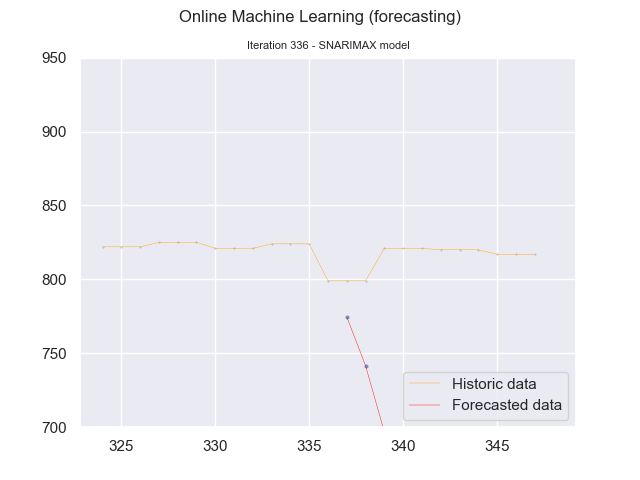 Online Machine Learning (forecasting)
Iteration 336 - SNARIMAX model
950
900
850
800
750
700
325
330
335
340
345
Historic data
Forecasted data